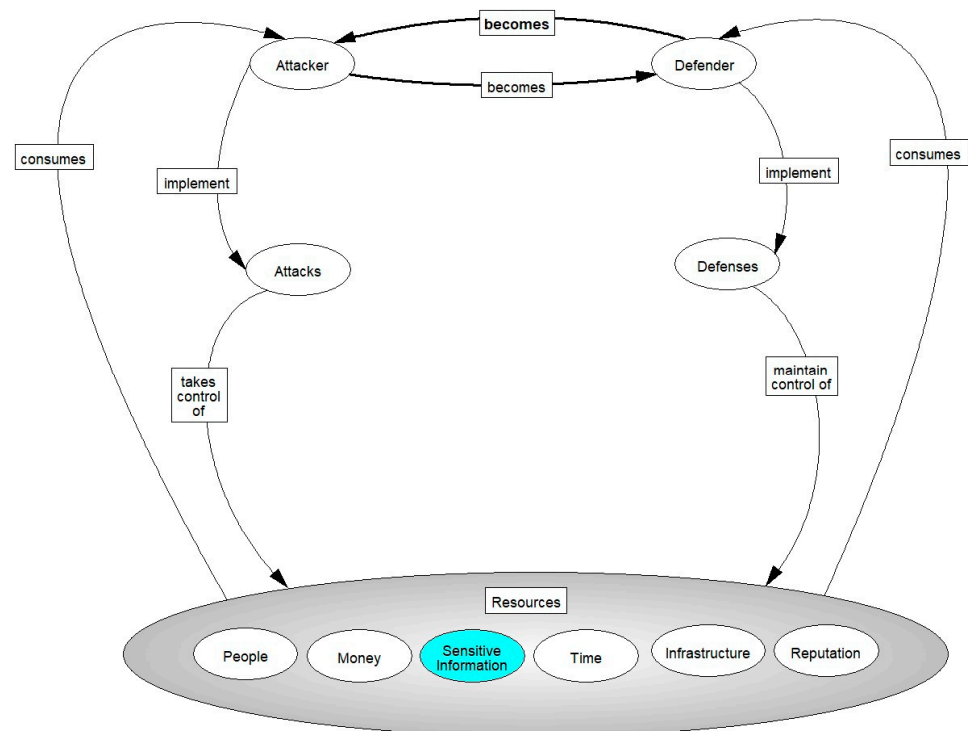 becomes
Attacker
Defender
becomes
consumes
consumes
implement
implement
Attacks
Defenses
takes
control
of
maintain
control of
Resources
People
Money
Sensitive
Information
Time
Infrastructure
Reputation